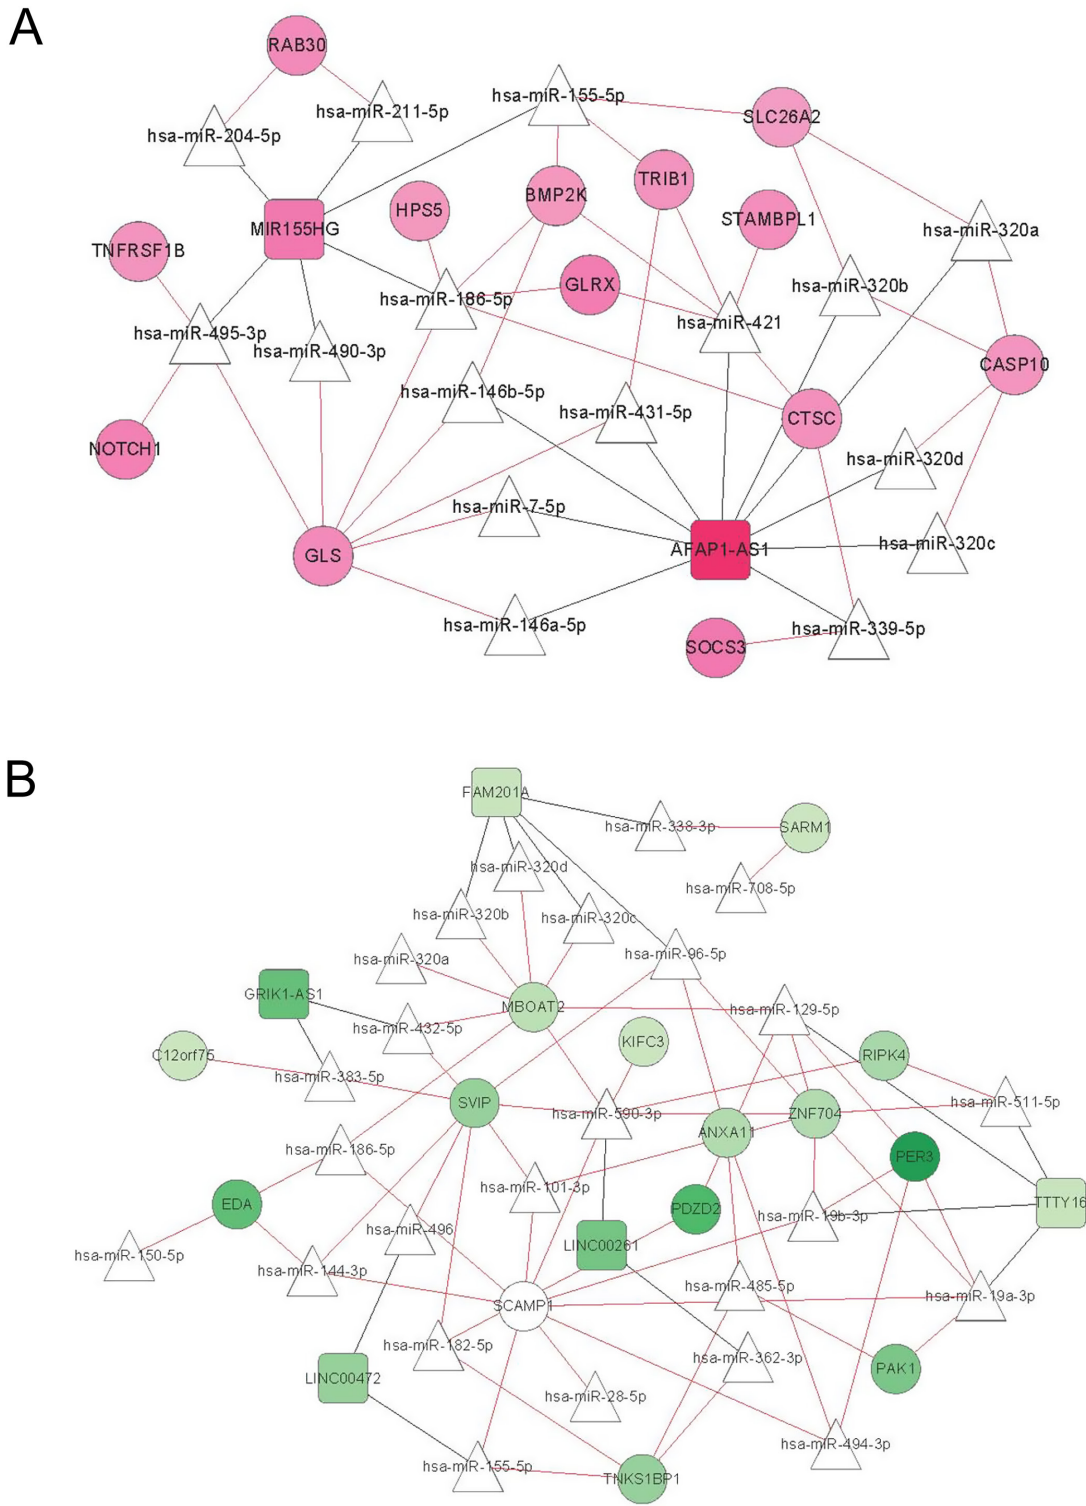 A
RAB30
hsa-miR-155-5p
hsa-miR-211-5p
SLC26A2
hsa-miR-204-5p
TRIB1
BMP2K
HPS5
STAMBPL1
MIR155HG
hsa-miR-320a
TNFRSF1B
GLRX
hsa-miR-320b
hsa-miR-186-5p
hsa-miR-421
hsa-miR-495-3p
hsa-miR-490-3p
CASP10
hsa-miR-146b-5p
hsa-miR-431-5p
CTSC
NOTCH1
hsa-miR-320d
hsa-miR-7-5p
hsa-miR-320c
AFAP1-AS1
GLS
hsa-miR-146a-5p
hsa-miR-339-5p
SOCS3
B
FAM201A
hsa-miR-338-3p
SARM1
hsa-miR-320d
hsa-miR-708-5p
hsa-miR-320b
hsa-miR-320c
hsa-miR-96-5p
hsa-miR-320a
GRIK1-AS1
MBOAT2
hsa-miR-129-5p
hsa-miR-432-5p
KIFC3
C12orf75
RIPK4
hsa-miR-383-5p
SVIP
hsa-miR-511-5p
hsa-miR-590-3p
ZNF704
ANXA11
hsa-miR-186-5p
PER3
hsa-miR-101-3p
EDA
TTTY16
PDZD2
hsa-miR-19b-3p
hsa-miR-496
LINC00261
hsa-miR-150-5p
hsa-miR-144-3p
hsa-miR-485-5p
hsa-miR-19a-3p
SCAMP1
hsa-miR-182-5p
hsa-miR-362-3p
PAK1
LINC00472
hsa-miR-28-5p
hsa-miR-494-3p
hsa-miR-155-5p
TNKS1BP1